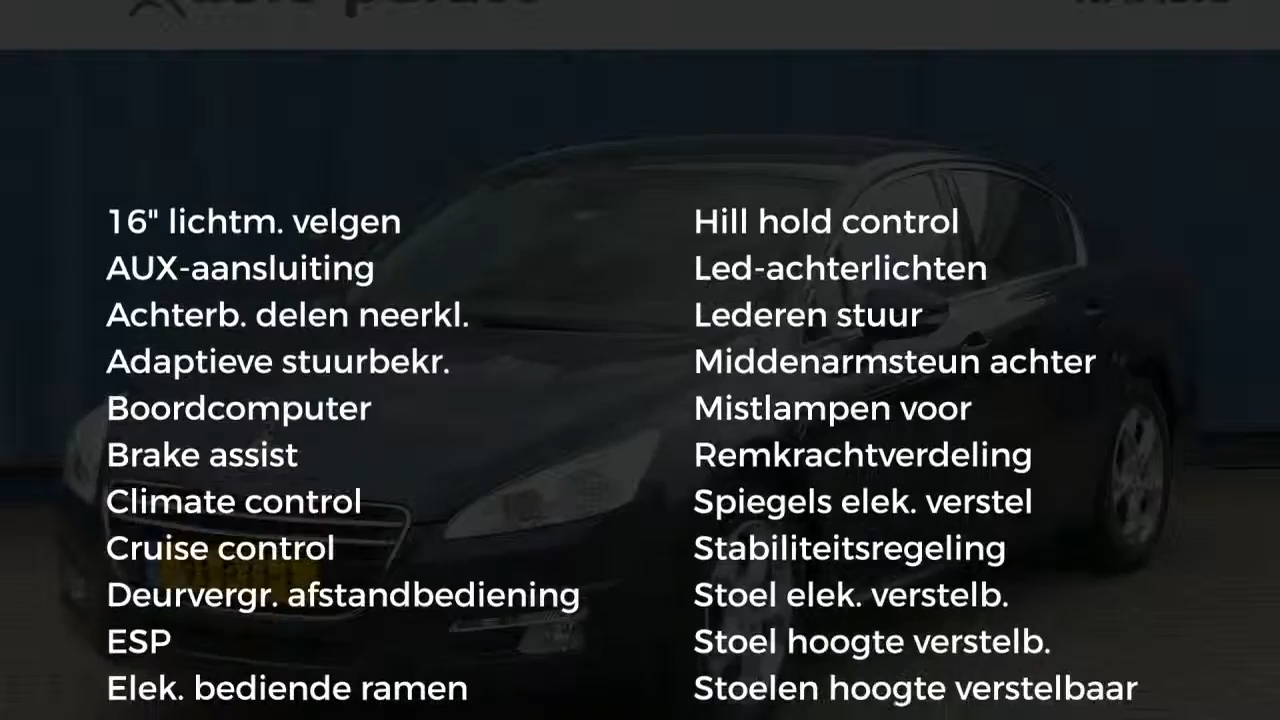 16" lichtm. velgen
AUX-aansluiting
Achterb. delen neerkl.
Adaptieve stuurbekr.
Boordcomputer
Brake assist
Climate control
Cruise control
Deurvergr. afstandbediening
ESP
Elek. bediende ramen
Hill hold control
Led-achterlichten
Lederen stuur
Middenarmsteun achter
Mistlampen voor
Remkrachtverdeling
Spiegels elek. verstel
Stabiliteitsregeling
Stoel elek. verstelb.
Stoel hoogte verstelb.
Stoelen hoogte verstelbaar